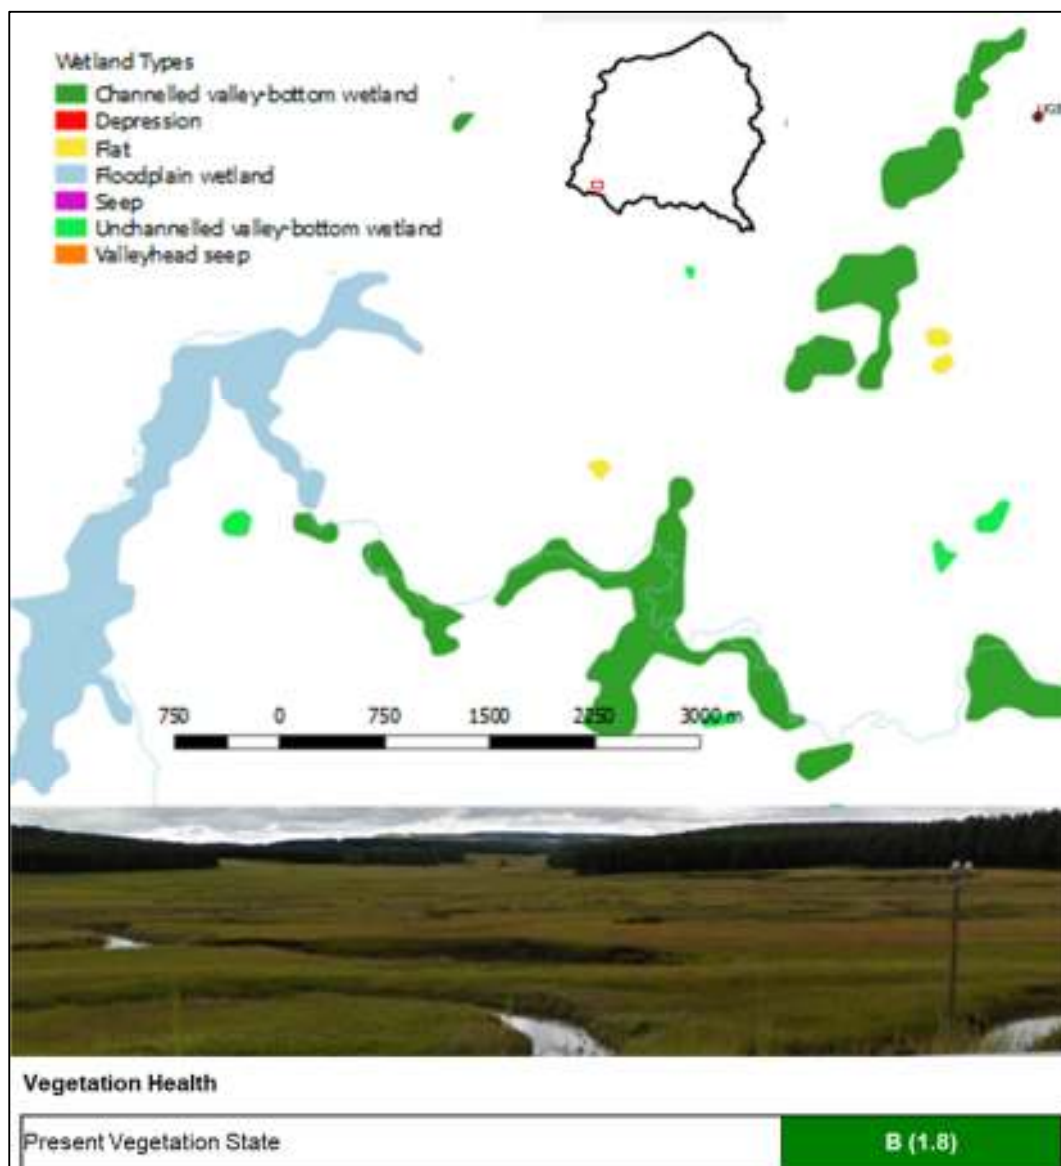 Wetland Types
Channelled valley-bottom wetland
Depression
Flat
Floodplain wetland
Seep
Unchannelled valley-bottom wetland
Valleyhead seep
750 0 750 1500 2250 3000 m
Vegetation Health
Present Vegetation State B (1.8)